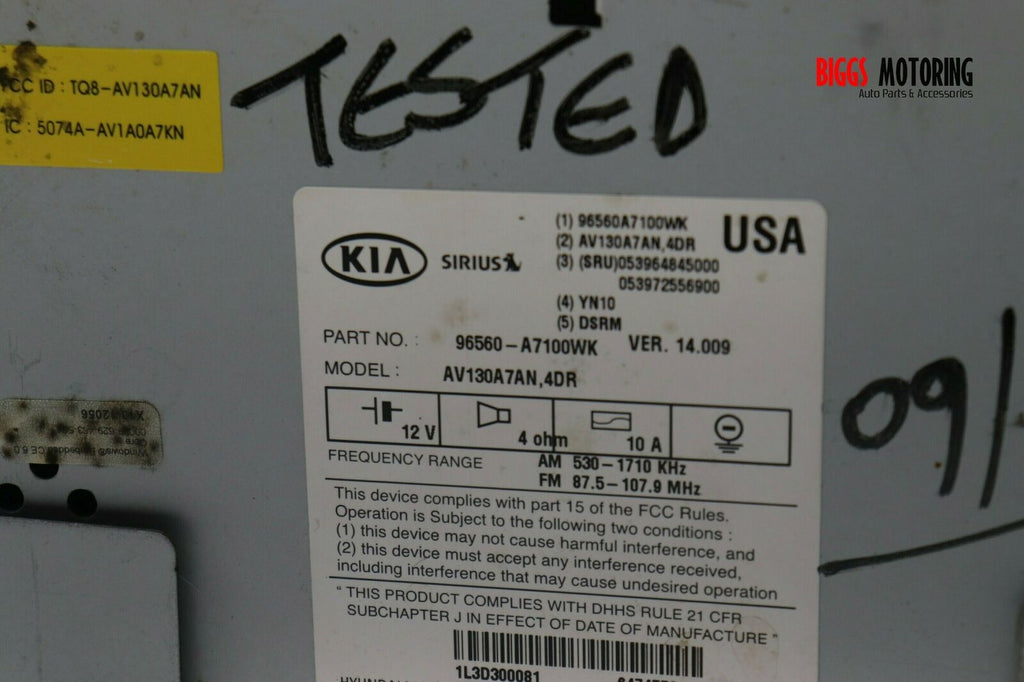 TESTED
BIGGS MOTORING
Auto Parts & Accessories
FCC ID : TQ8-AV130A7AN
IC : 5074A-AV1A0A7KN
KIA SIRIUS
(1) 96560A7100WK
(2) AV130A7AN,4DR
(3) (SRU)053964845000
053972556900
(4) YN10
(5) DSRM
USA
PART NO. : 96560-A7100WK VER. 14.009
MODEL : AV130A7AN,4DR
12 V 4 ohm 10 A
FREQUENCY RANGE AM 530-1710 KHz
FM 87.5-107.9 MHz
This device complies with part 15 of the FCC Rules.
Operation is Subject to the following two conditions :
(1) this device may not cause harmful interference, and
(2) this device must accept any interference received,
including interference that may cause undesired operation
" THIS PRODUCT COMPLIES WITH DHHS RULE 21 CFR
SUBCHAPTER J IN EFFECT OF DATE OF MANUFACTURE "
1L3D300081
09/
Windows® Embedded CE 6.0